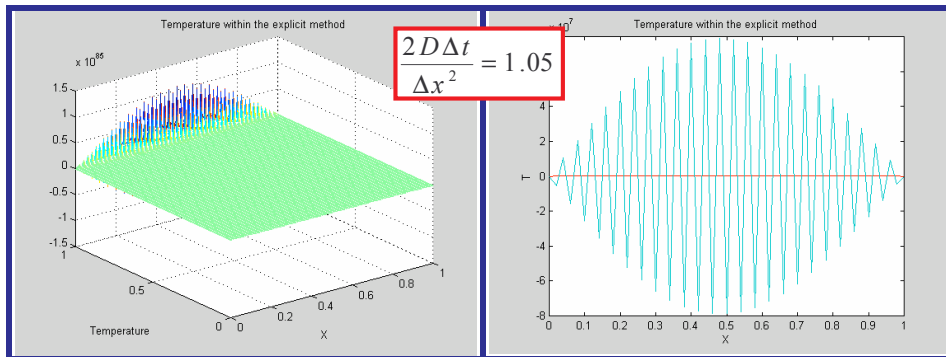 Temperature within the explicit method
x 10^85
1.5
1
0.5
0
-0.5
-1
-1.5
1
0.5
0
0
0.2
0.4
0.6
0.8
1
Temperature
X
2DΔt/Δx² = 1.05
Temperature within the explicit method
10^7
4
2
0
-2
-4
-6
-8
T
0 0.1 0.2 0.3 0.4 0.5 0.6 0.7 0.8 0.9 1
X